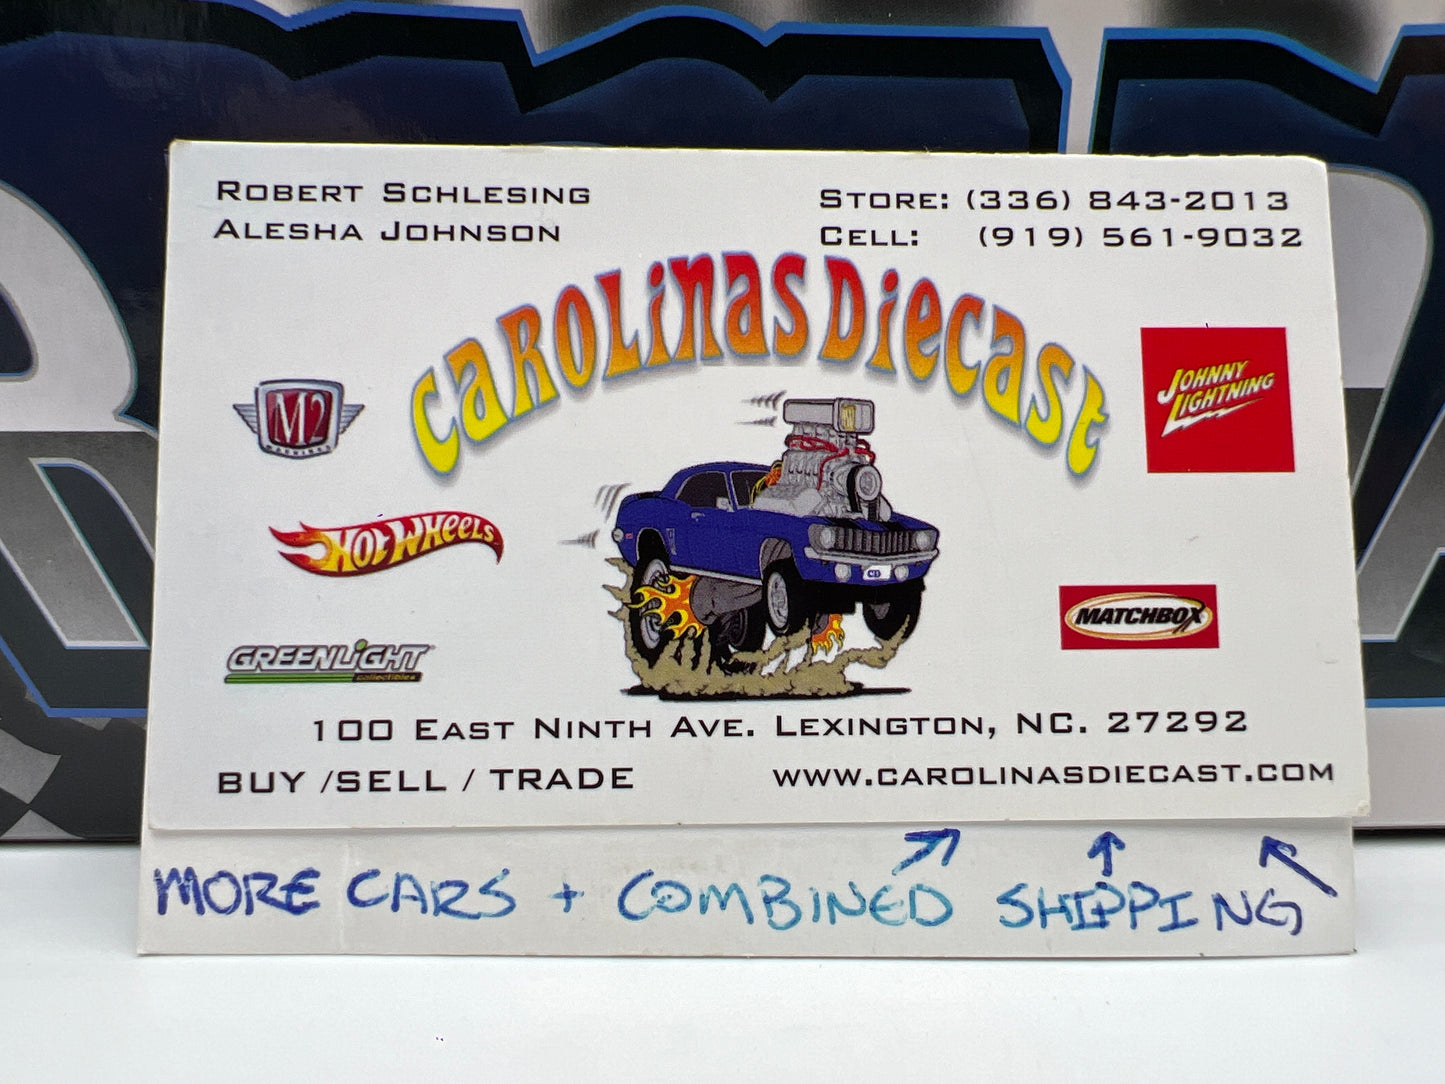 ROBERT SCHLESING
ALESHA JOHNSON
STORE: (336) 843-2013
CELL: (919) 561-9032
CAROLINAS DIECAST
M2
MACHINES
JOHNNY
LIGHTNING
HOT WHEELS
MATCHBOX
GREENLIGHT
collectibles
100 EAST NINTH AVE. LEXINGTON, NC. 27292
BUY /SELL / TRADE
WWW.CAROLINASDIECAST.COM
MORE CARS + COMBINED SHIPPING